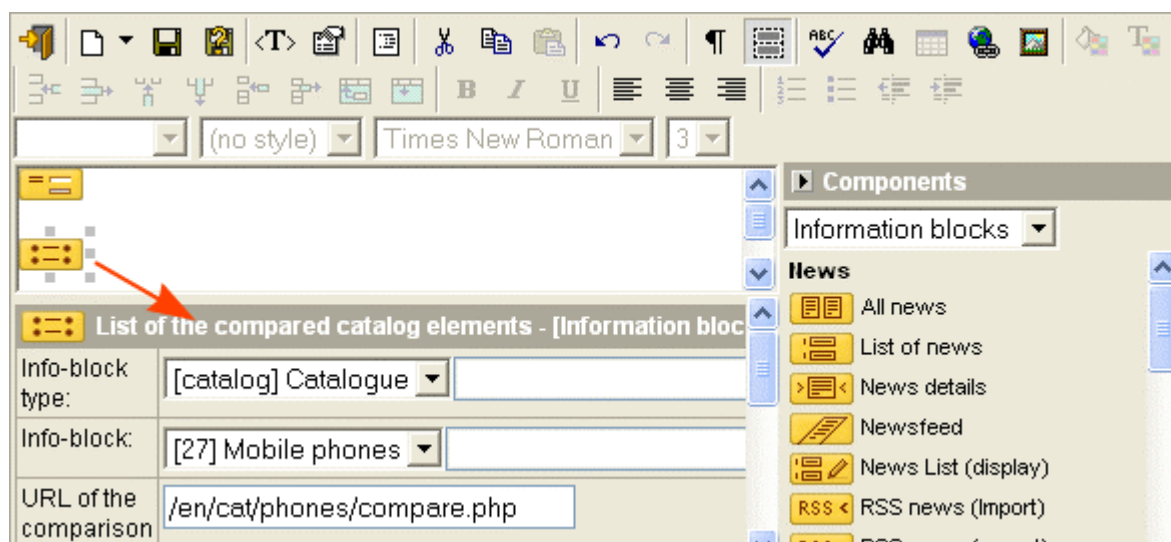 <T>
ABC
B I U
(no style) Times New Roman 3
Components
Information blocks
News
All news
List of the compared catalog elements - [Information bloc
List of news
Info-block type:
[catalog] Catalogue
News details
Newsfeed
Info-block:
[27] Mobile phones
News List (display)
URL of the comparison
/en/cat/phones/compare.php
RSS < RSS news (Import)